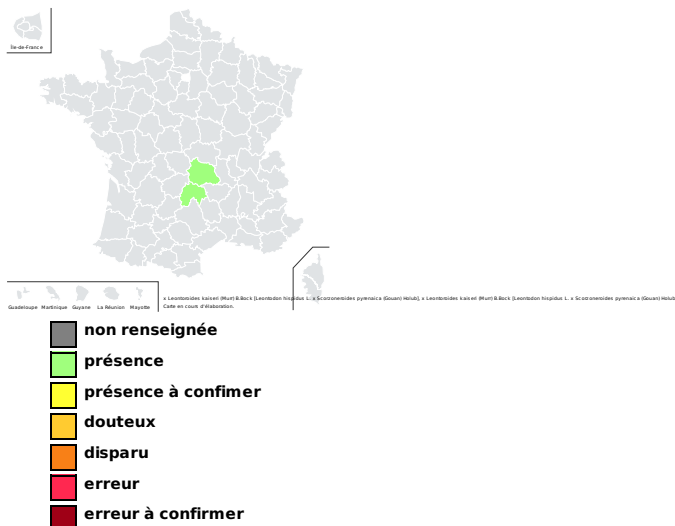 Île-de-France
Guadeloupe Martinique Guyane La Réunion Mayotte
x Leontoroides kaiseri (Murr) B.Bock [Leontodon hispidus L. x Scorzoneroides pyrenaica (Gouan) Holub], x Leontoroides kaiseri (Murr) B.Bock [Leontodon hispidus L. x Scorzoneroides pyrenaica (Gouan) Holub
Carte en cours d'élaboration.
non renseignée
présence
présence à confimer
douteux
disparu
erreur
erreur à confirmer